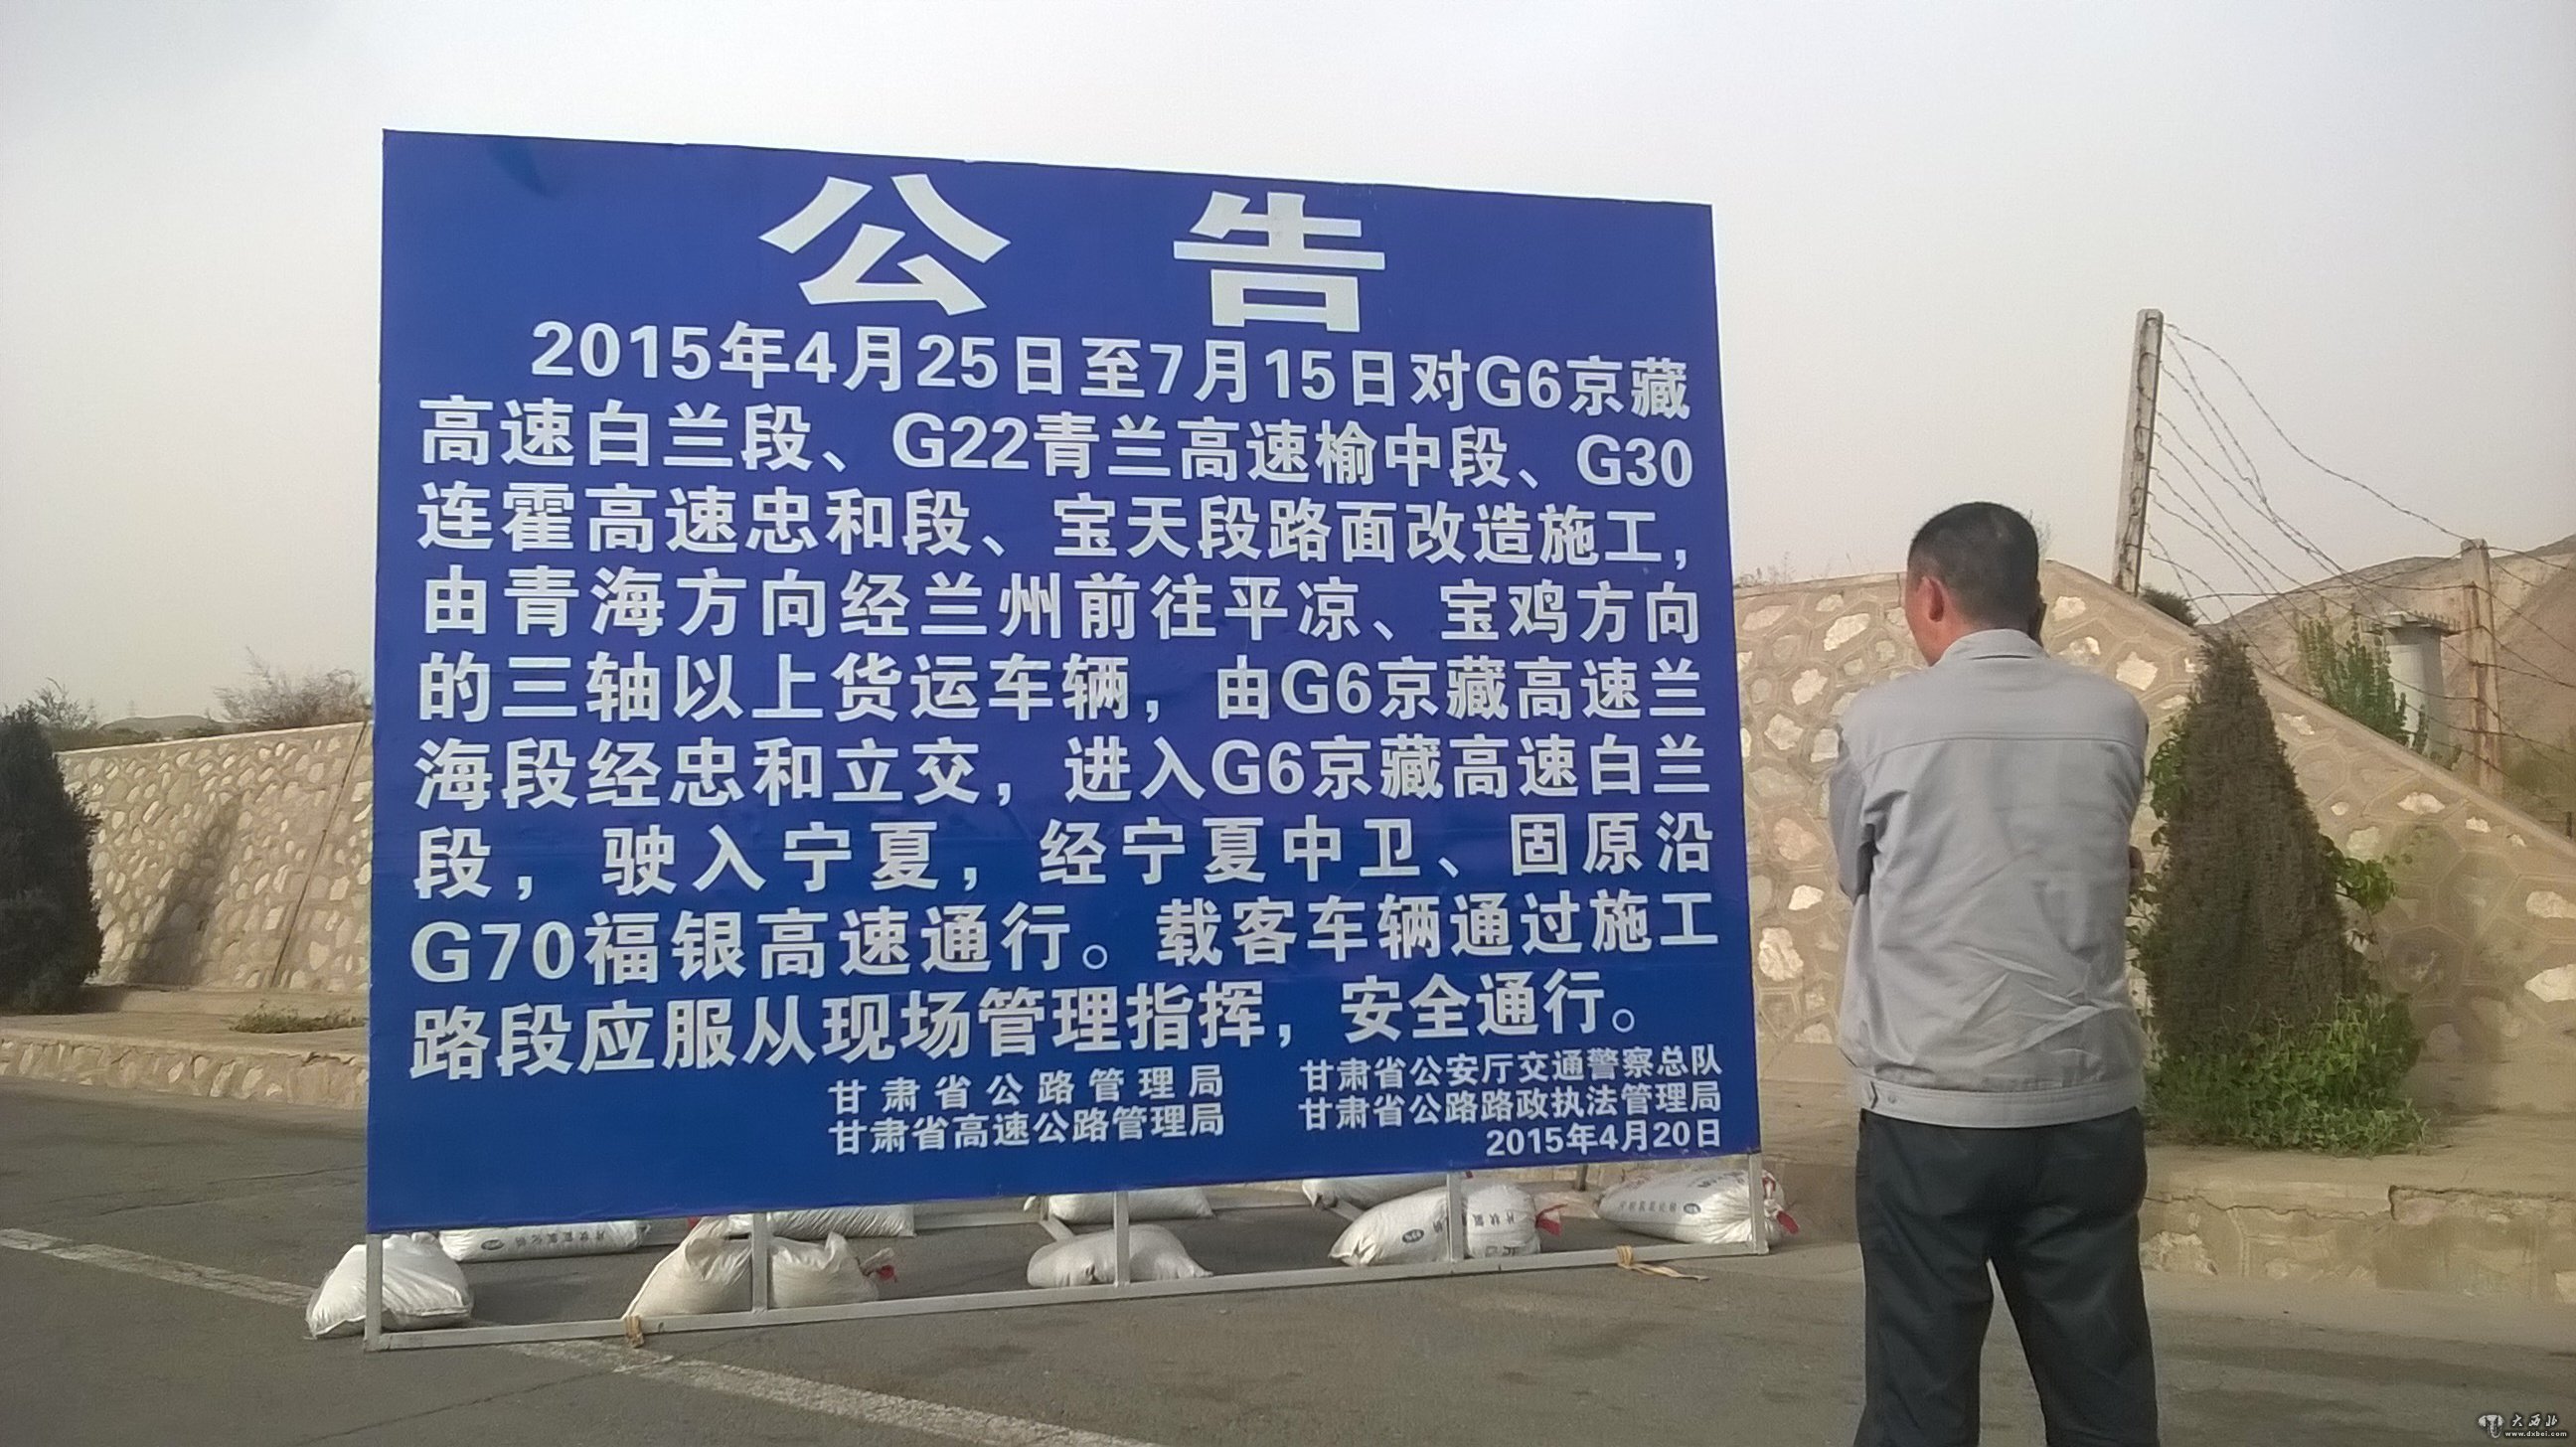 公告
2015年4月25日至7月15日对G6京藏
高速白兰段、G22青兰高速榆中段、G30
连霍高速忠和段、宝天段路面改造施工，
由青海方向经兰州前往平凉、宝鸡方向
的三轴以上货运车辆，由G6京藏高速兰
海段经忠和立交，进入G6京藏高速白兰
段，驶入宁夏，经宁夏中卫、固原沿
G70福银高速通行。载客车辆通过施工
路段应服从现场管理指挥，安全通行。
甘肃省公路管理局
甘肃省高速公路管理局
甘肃省公安厅交通警察总队
甘肃省公路路政执法管理局
2015年4月20日
大西北
www.dxbei.com